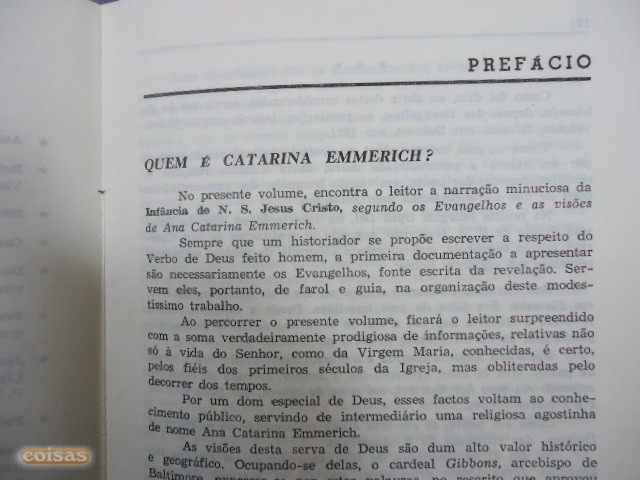 PREFÁCIO
QUEM É CATARINA EMMERICH?
No presente volume, encontra o leitor a narração minuciosa da
Infância de N. S. Jesus Cristo, segundo os Evangelhos e as visões
de Ana Catarina Emmerich.
Sempre que um historiador se propõe escrever a respeito do
Verbo de Deus feito homem, a primeira documentação a apresentar
são necessariamente os Evangelhos, fonte escrita da revelação. Ser-
vem eles, portanto, de farol e guia, na organização deste modes-
tíssimo trabalho.
Ao percorrer o presente volume, ficará o leitor surpreendido
com a soma verdadeiramente prodigiosa de informações, relativas não
só à vida do Senhor, como da Virgem Maria, conhecidas, é certo,
pelos fiéis dos primeiros séculos da Igreja, mas obliteradas pelo
decorrer dos tempos.
Por um dom especial de Deus, esses factos voltam ao conhe-
cimento público, servindo de intermediário uma religiosa agostinha
de nome Ana Catarina Emmerich.
As visões desta serva de Deus são dum alto valor histórico
e geográfico. Ocupando-se delas, o cardeal Gibbons, arcebispo de
coisas